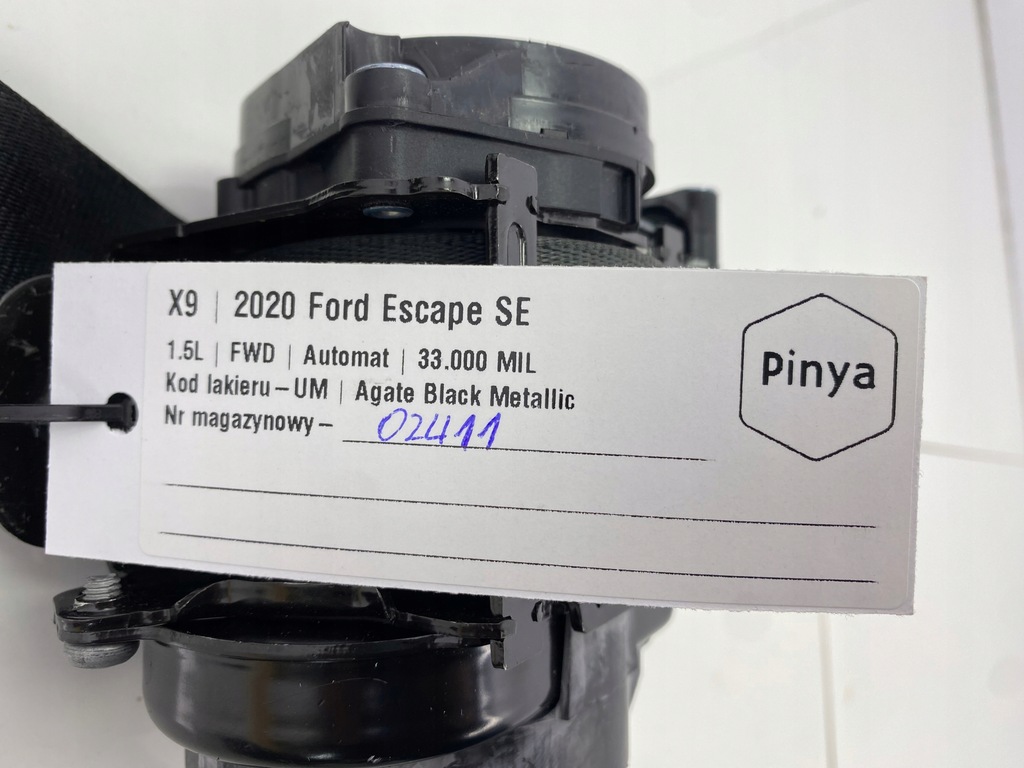 X9 | 2020 Ford Escape SE
1.5L | FWD | Automat | 33.000 MIL
Kod lakieru – UM | Agate Black Metallic
Nr magazynowy – 02411
Pinya